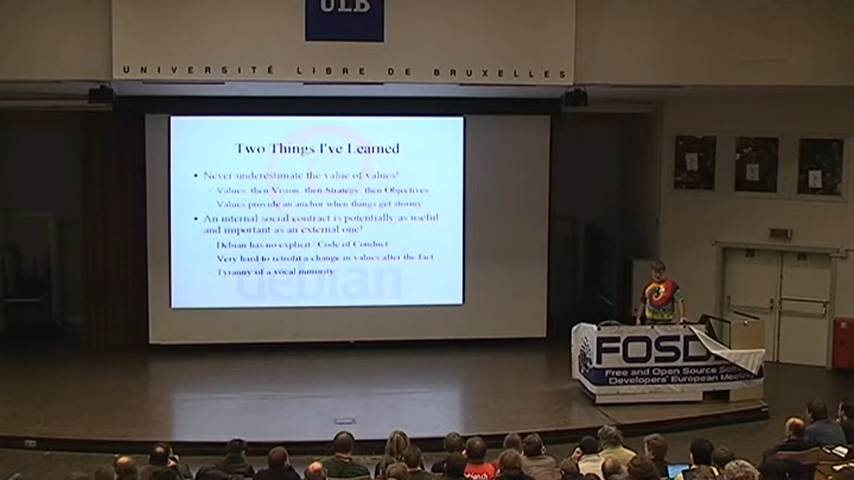 ULB
UNIVERSITÉ LIBRE DE BRUXELLES
Two Things I've Learned
• Never underestimate the value of values!
– Values, then Vision, then Strategy, then Objectives
– Values provide an anchor when things get stormy
• An internal social contract is potentially as useful
and important as an external one!
– Debian has no explicit "Code of Conduct"
– Very hard to retrofit a change in values after the fact
– Tyranny of a vocal minority
debian
FOSD
Free and Open Source
Developers' European